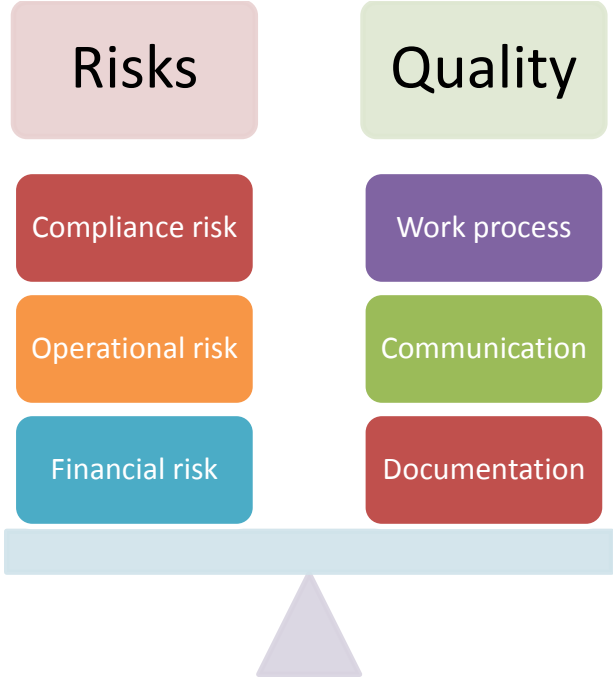 Risks
Quality
Compliance risk
Work process
Operational risk
Communication
Financial risk
Documentation